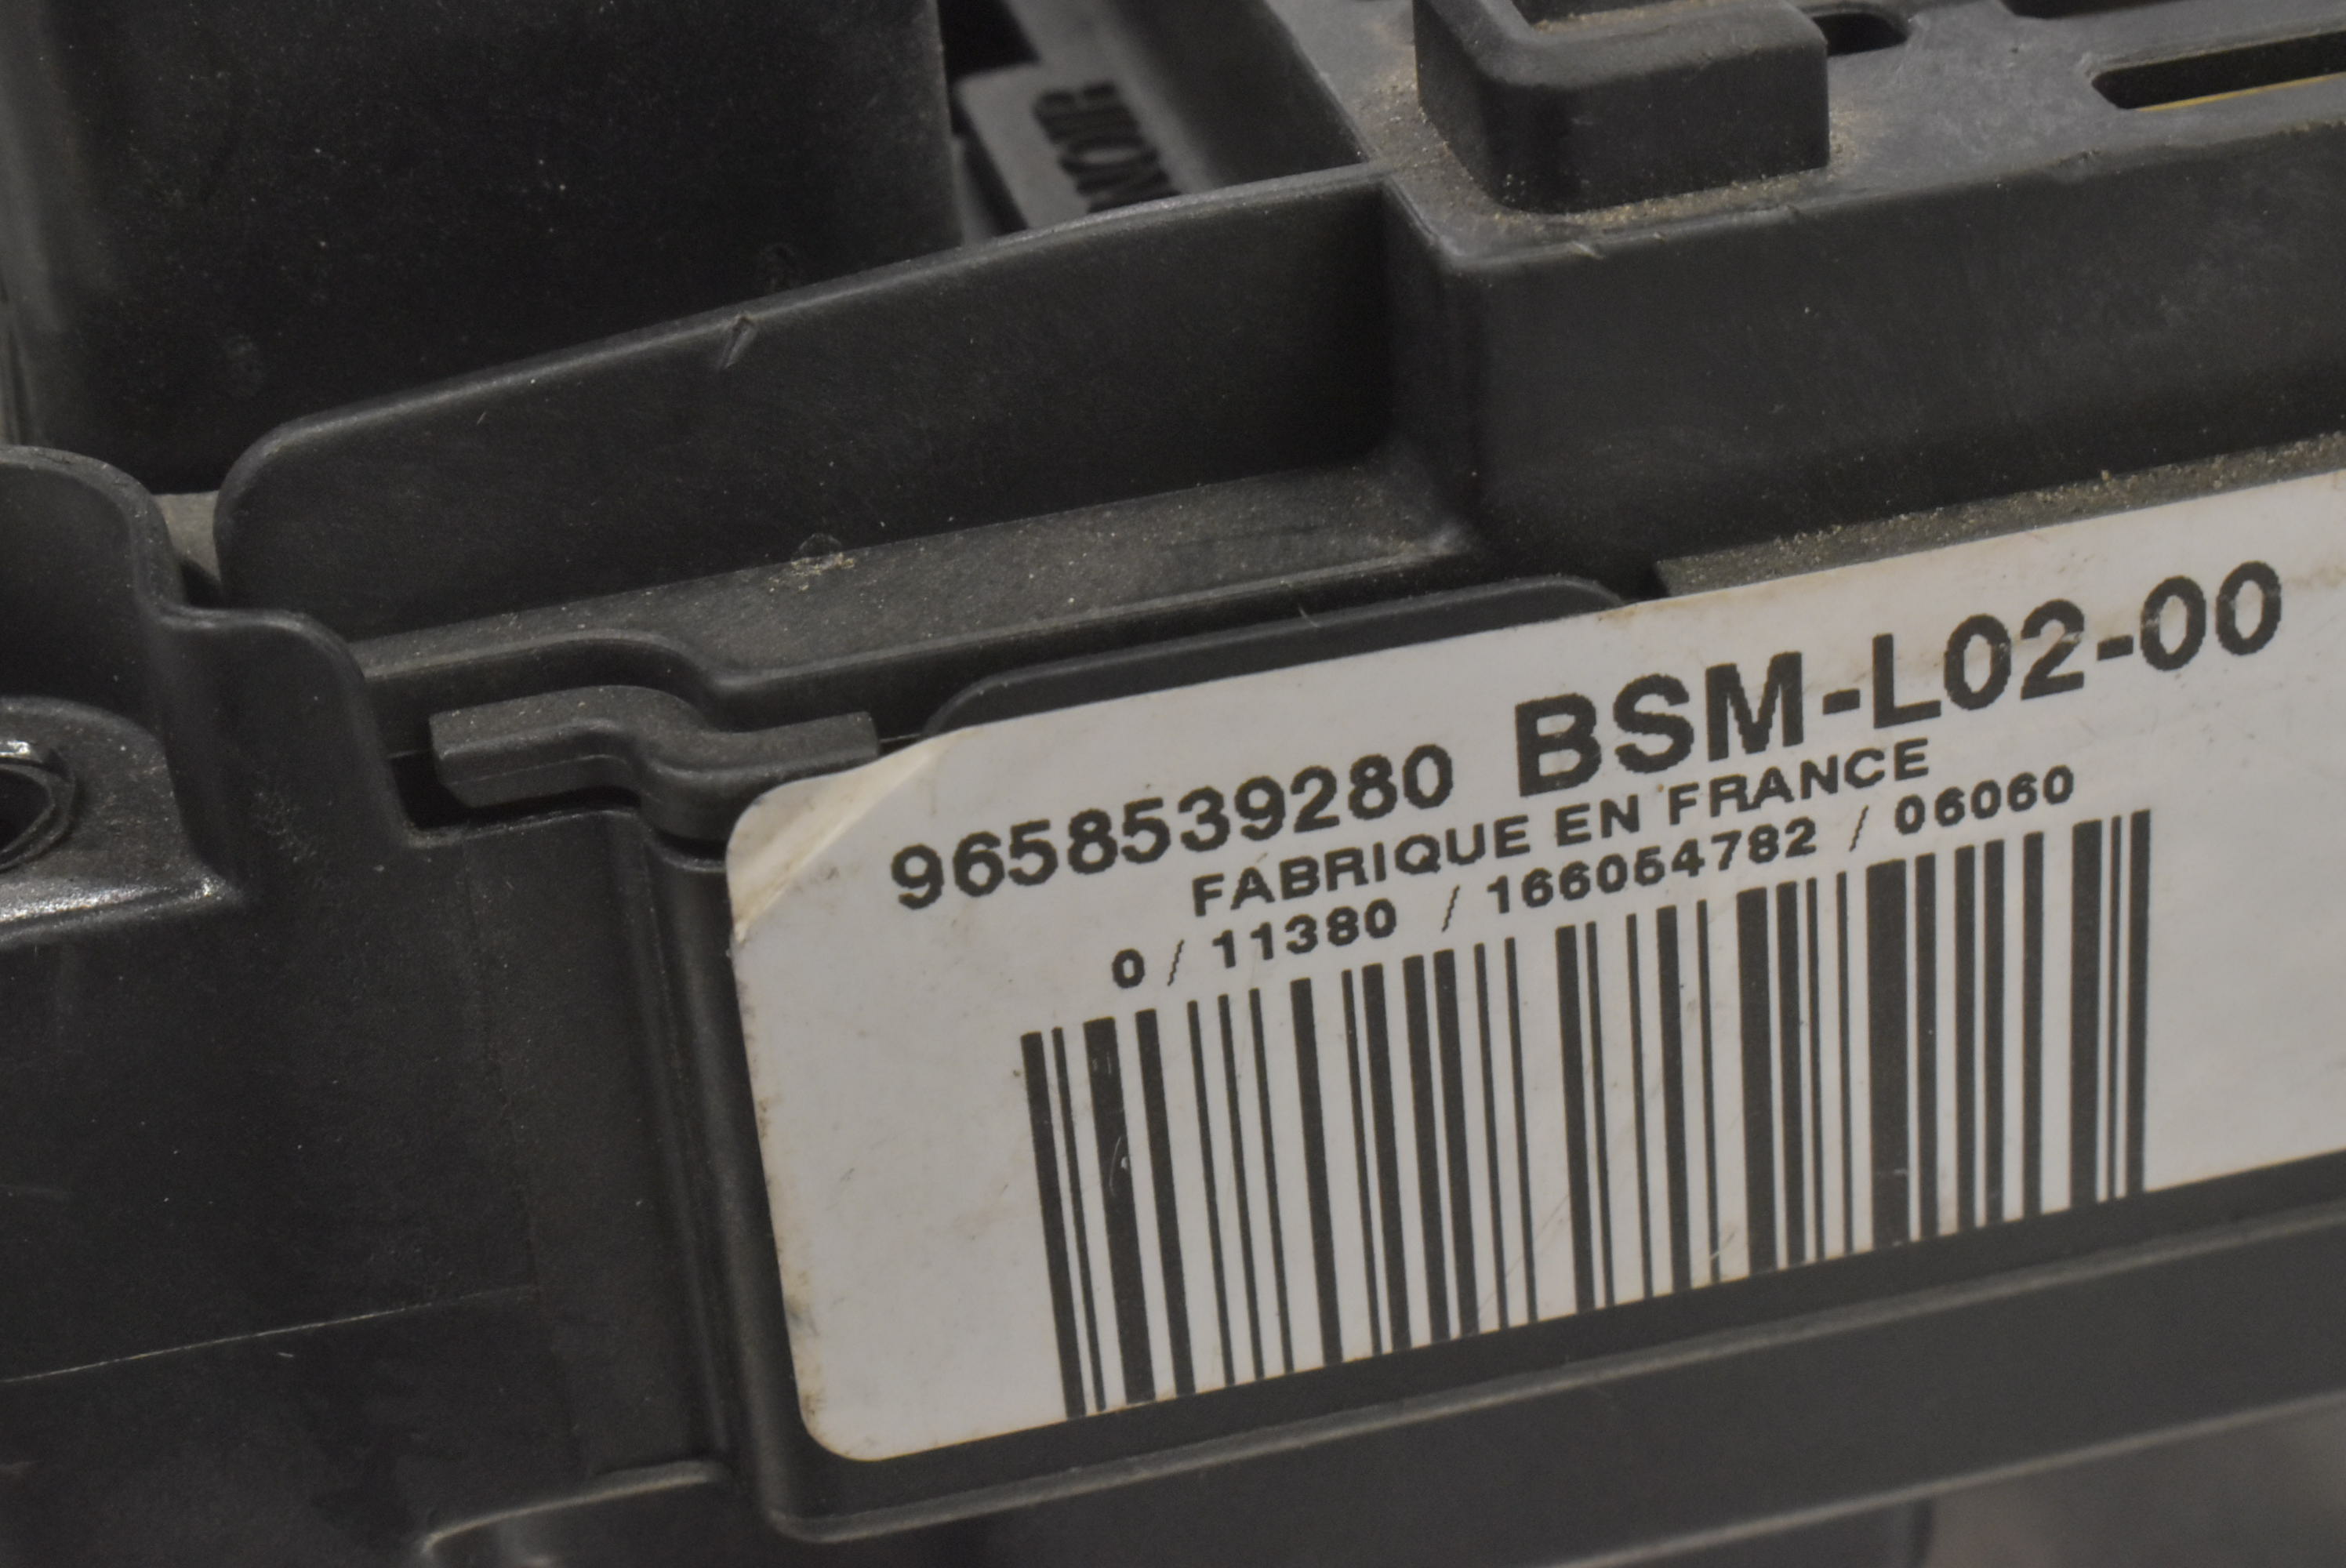 9658539280 BSM-L02-00
FABRIQUE EN FRANCE
0 / 11380 / 166054782 / 06060